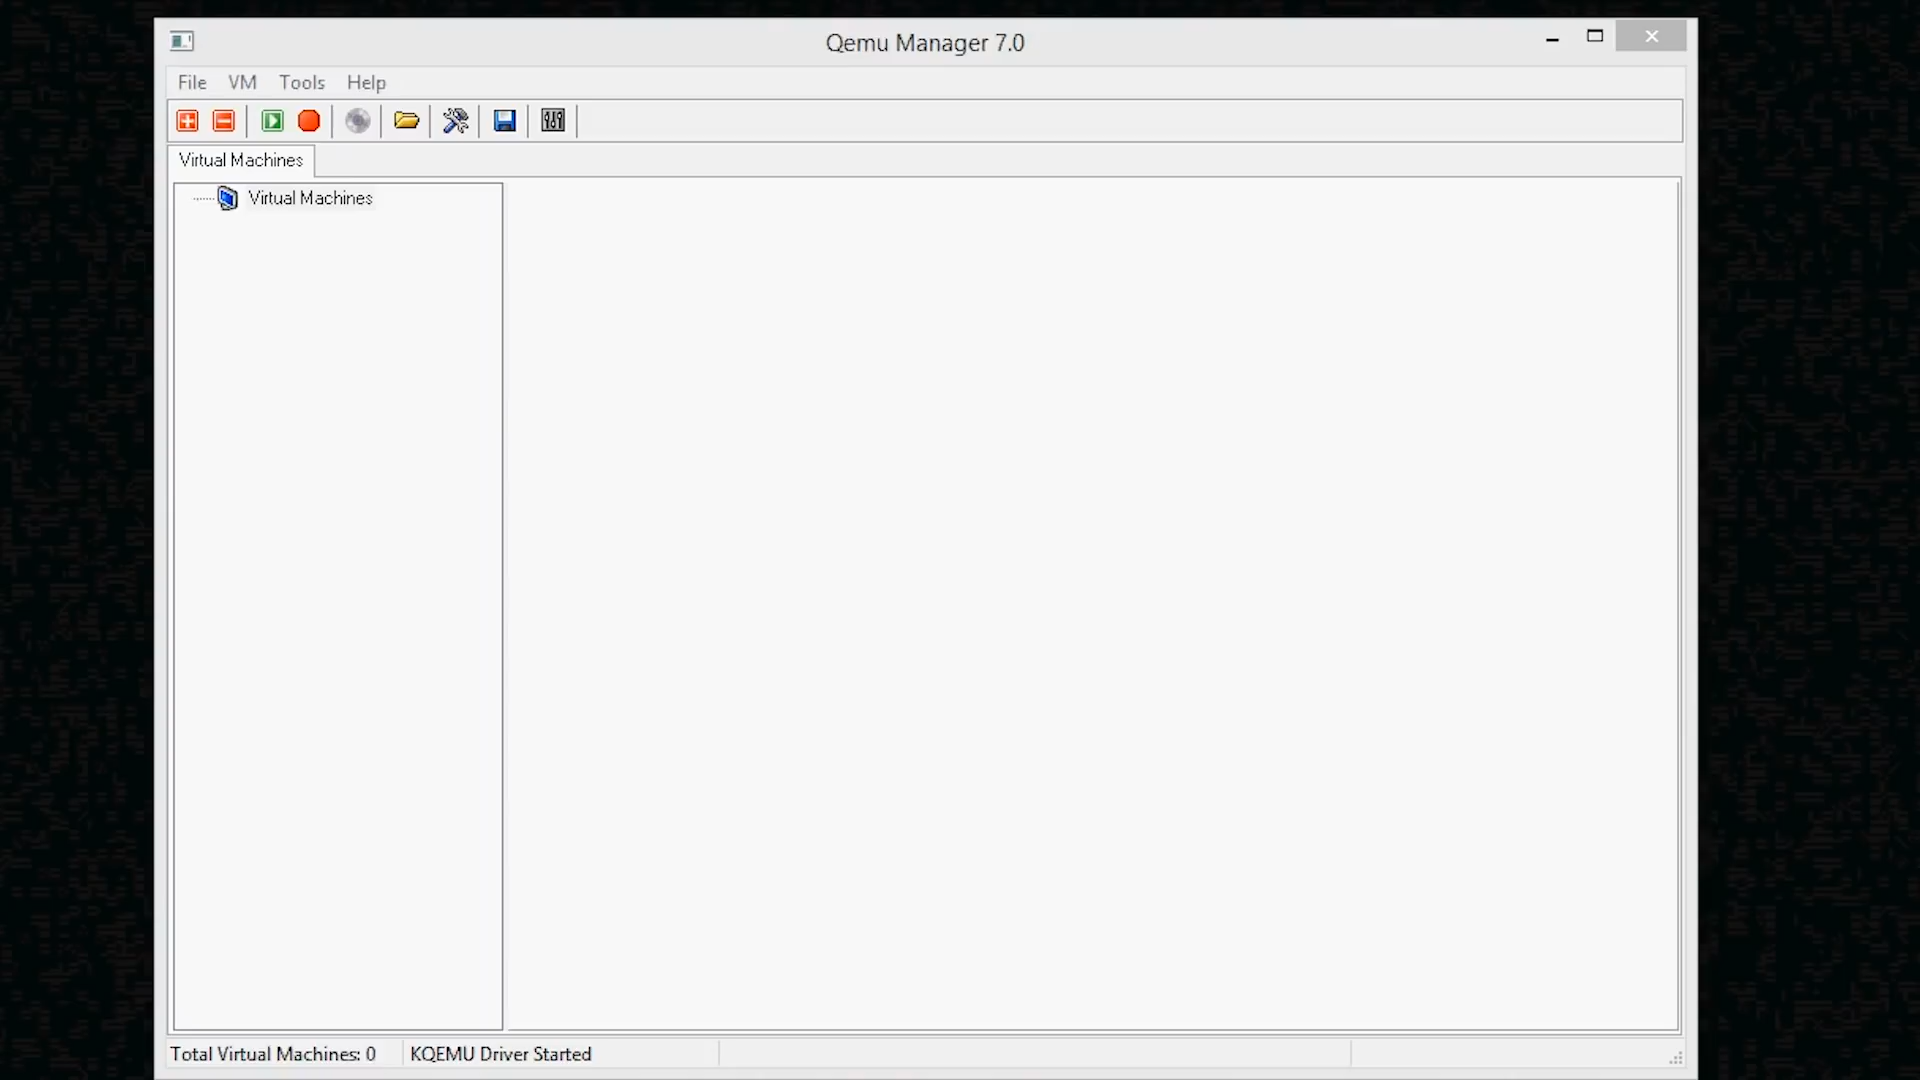 Qemu Manager 7.0
File VM Tools Help
Virtual Machines
Virtual Machines
Total Virtual Machines: 0 KQEMU Driver Started